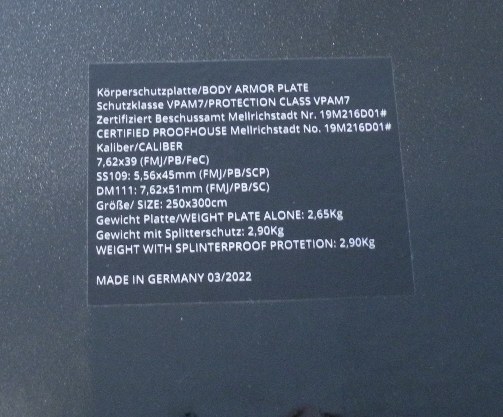 Körperschutzplatte/BODY ARMOR PLATE
Schutzklasse VPAM7/PROTECTION CLASS VPAM7
Zertifiziert Beschussamt Mellrichstadt Nr. 19M216D01#
CERTIFIED PROOFHOUSE Mellrichstadt No. 19M216D01#
Kaliber/CALIBER
7,62x39 (FMJ/PB/FeC)
SS109: 5,56x45mm (FMJ/PB/SCP)
DM111: 7,62x51mm (FMJ/PB/SC)
Größe/ SIZE: 250x300cm
Gewicht Platte/WEIGHT PLATE ALONE: 2,65Kg
Gewicht mit Splitterschutz: 2,90Kg
WEIGHT WITH SPLINTERPROOF PROTETION: 2,90Kg
MADE IN GERMANY 03/2022